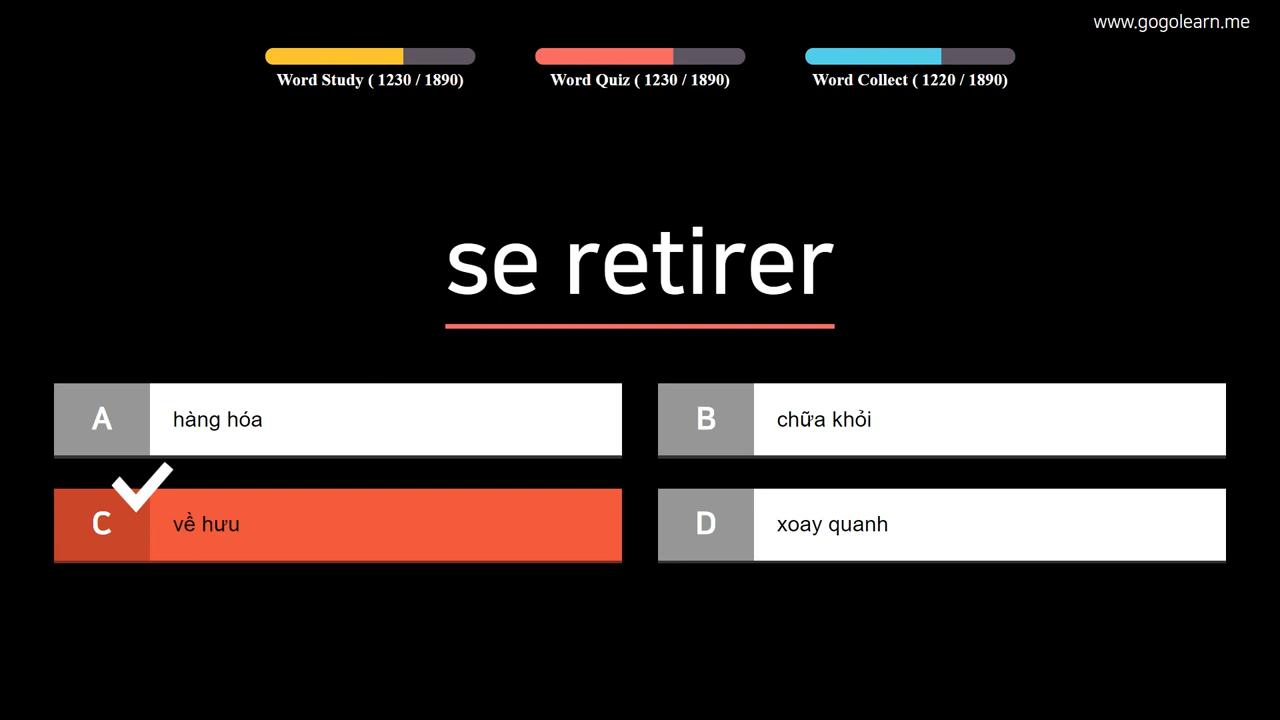 www.gogolearn.me
Word Study ( 1230 / 1890)
Word Quiz ( 1230 / 1890)
Word Collect ( 1220 / 1890)
se retirer
A hàng hóa
B chữa khỏi
C về hưu
D xoay quanh